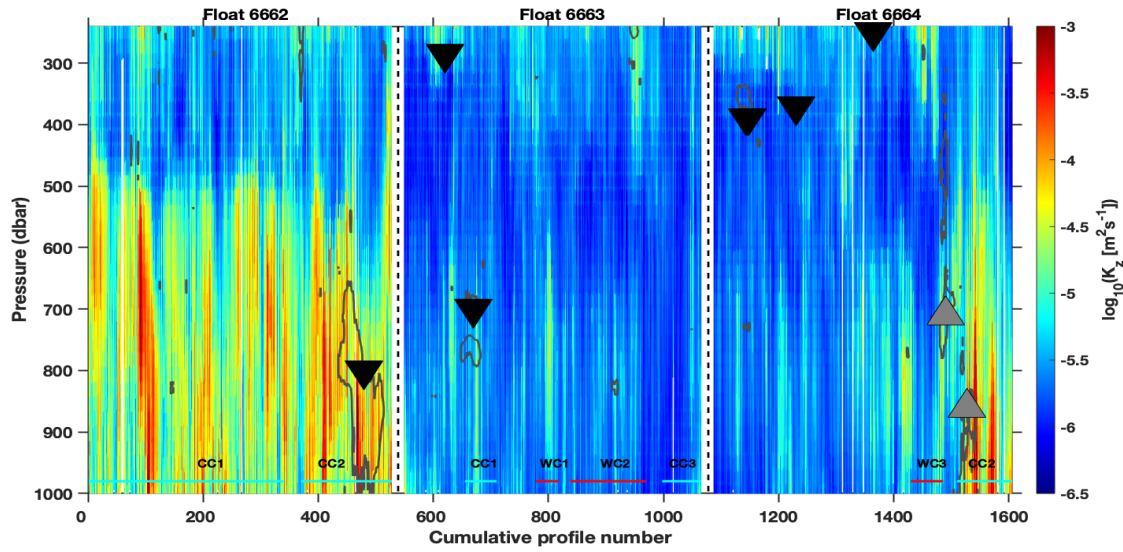 Float 6662 Float 6663 Float 6664
300
400
500
600
700
800
900
1000
Pressure (dbar)
CC1 CC2 CC1 WC1 WC2 CC3 WC3 CC2
0 200 400 600 800 1000 1200 1400 1600
Cumulative profile number
-3
-3.5
-4
-4.5
-5
-5.5
-6
-6.5
log10(Kz [m2s-1])